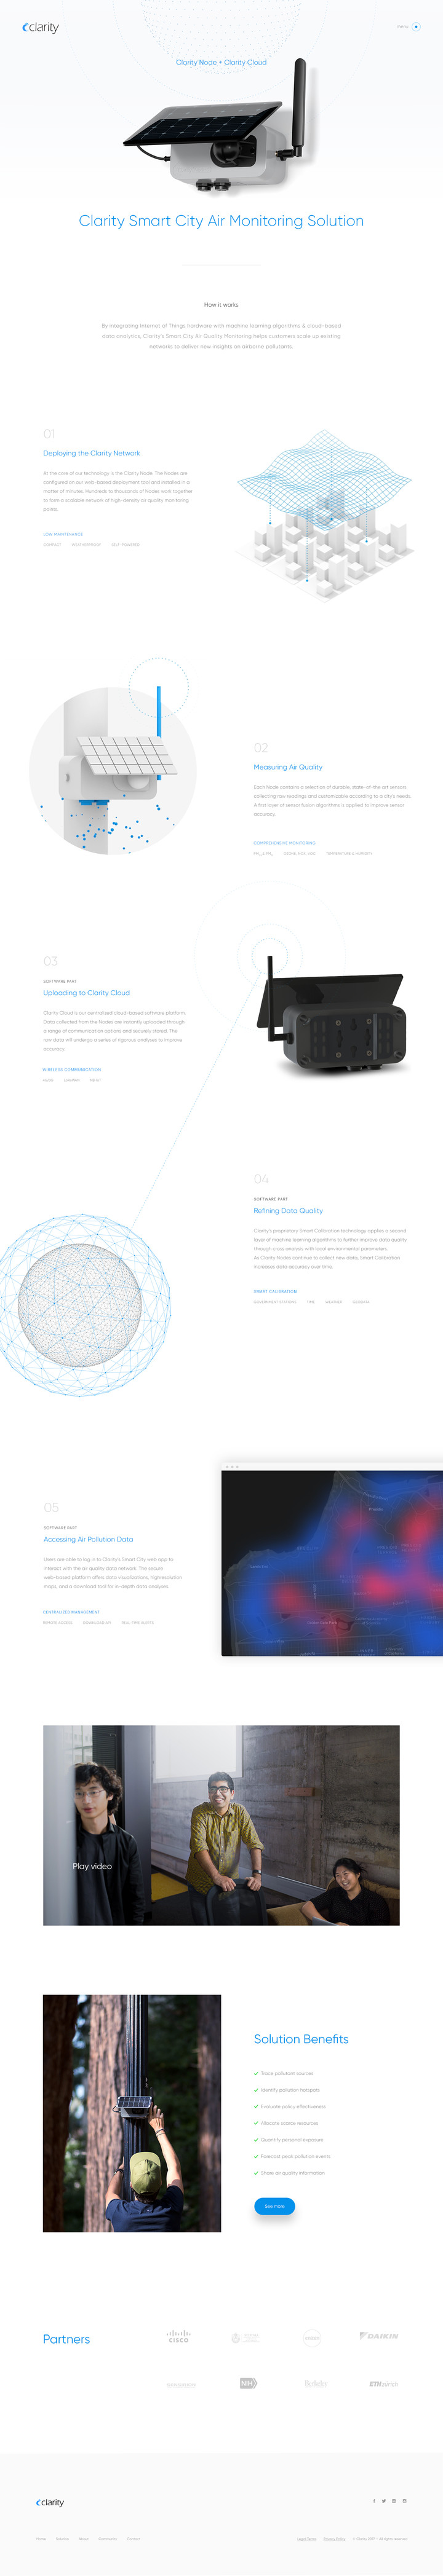 clarity
menu
Clarity Node + Clarity Cloud
Clarity Smart City Air Monitoring Solution
How it works
By integrating Internet of Things hardware with machine learning algorithms & cloud-based
data analytics, Clarity's Smart City Air Quality Monitoring helps customers scale up existing
networks to deliver new insights on airborne pollutants.
01
Deploying the Clarity Network
At the core of our technology is the Clarity Node. The Nodes are
configured on our web-based deployment tool and installed in a
matter of minutes. Hundreds to thousands of Nodes work together
to form a scalable network of high-density air quality monitoring
points.
LOW MAINTENANCE
COMPACT WEATHERPROOF SELF-POWERED
02
Measuring Air Quality
Each Node contains a selection of durable, state-of-the-art sensors
collecting raw readings and customizable according to a city's needs.
A first layer of sensor fusion algorithms is applied to improve sensor
accuracy.
COMPREHENSIVE MONITORING
TEMPERATURE & HUMIDITY
03
SOFTWARE PART
Uploading to Clarity Cloud
Clarity Cloud is our centralized cloud-based software platform.
Data collected from the Nodes are instantly uploaded through
a range of communication options and securely stored. The
raw data will undergo a series of rigorous analyses to improve
accuracy.
WIRELESS COMMUNICATION
LORAWAN NB-IOT
04
SOFTWARE PART
Refining Data Quality
Clarity's proprietary Smart Calibration technology applies a second
layer of machine learning algorithms to further improve data quality
through cross analysis with local environmental parameters.
As Clarity Nodes continue to collect new data, Smart Calibration
increases data accuracy over time.
SMART CALIBRATION
GOVERNMENT STATIONS TIME WEATHER GEODATA
05
SOFTWARE PART
Accessing Air Pollution Data
Users are able to log in to Clarity's Smart City web app to
interact with the air quality data network. The secure
web-based platform offers data visualizations, highresolution
maps, and a download tool for in-depth data analyses.
CENTRALIZED MANAGEMENT
REMOTE ACCESS DOWNLOAD API REAL-TIME ALERTS
Play video
Solution Benefits
Trace pollutant sources
Identify pollution hotspots
Evaluate policy effectiveness
Allocate scarce resources
Quantify personal exposure
Forecast peak pollution events
Share air quality information
See more
Partners
CISCO
DAIKIN
NIH
Berkeley
ETH zürich
clarity
Home Solution About Community Contact
Legal Notice Privacy Policy © Clarity 2017 – All rights reserved